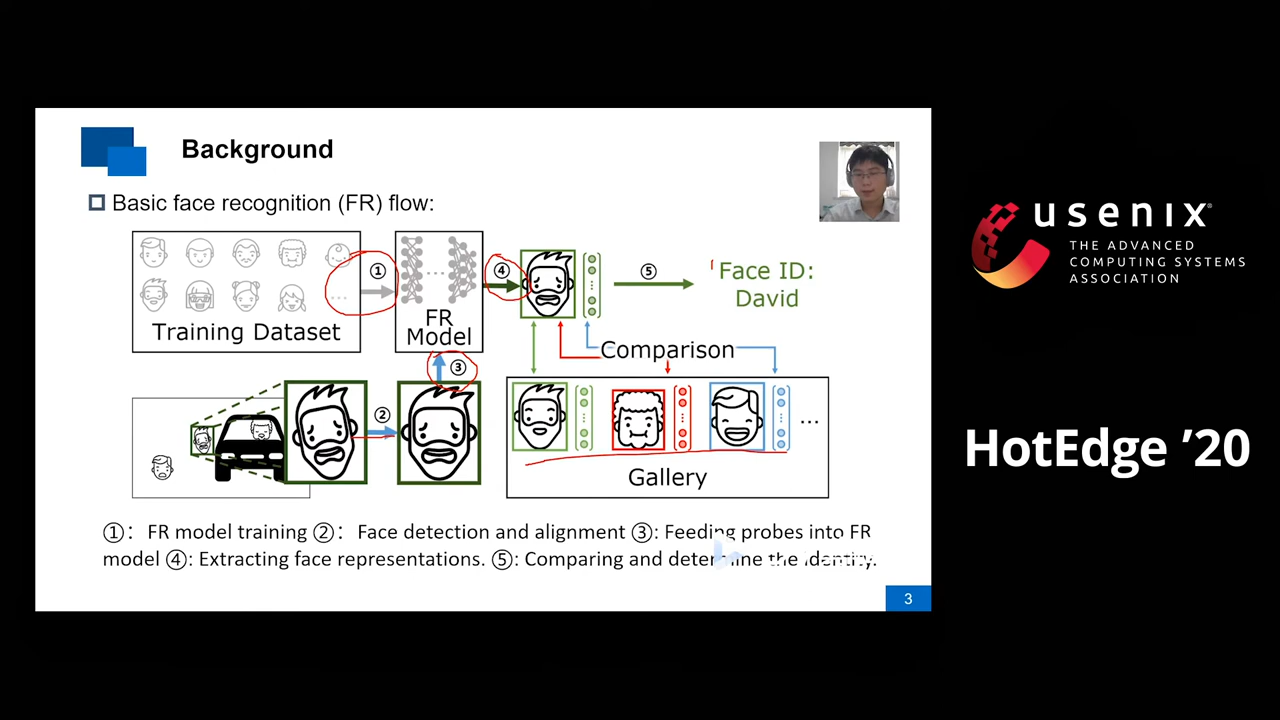 Background
Basic face recognition (FR) flow:
①
④
⑤
Face ID:
David
Training Dataset
FR
Model
Comparison
③
②
...
Gallery
①: FR model training ②: Face detection and alignment ③: Feeding probes into FR
model ④: Extracting face representations. ⑤: Comparing and determine the identity.
3
usenix
THE ADVANCED
COMPUTING SYSTEMS
ASSOCIATION
HotEdge ’20